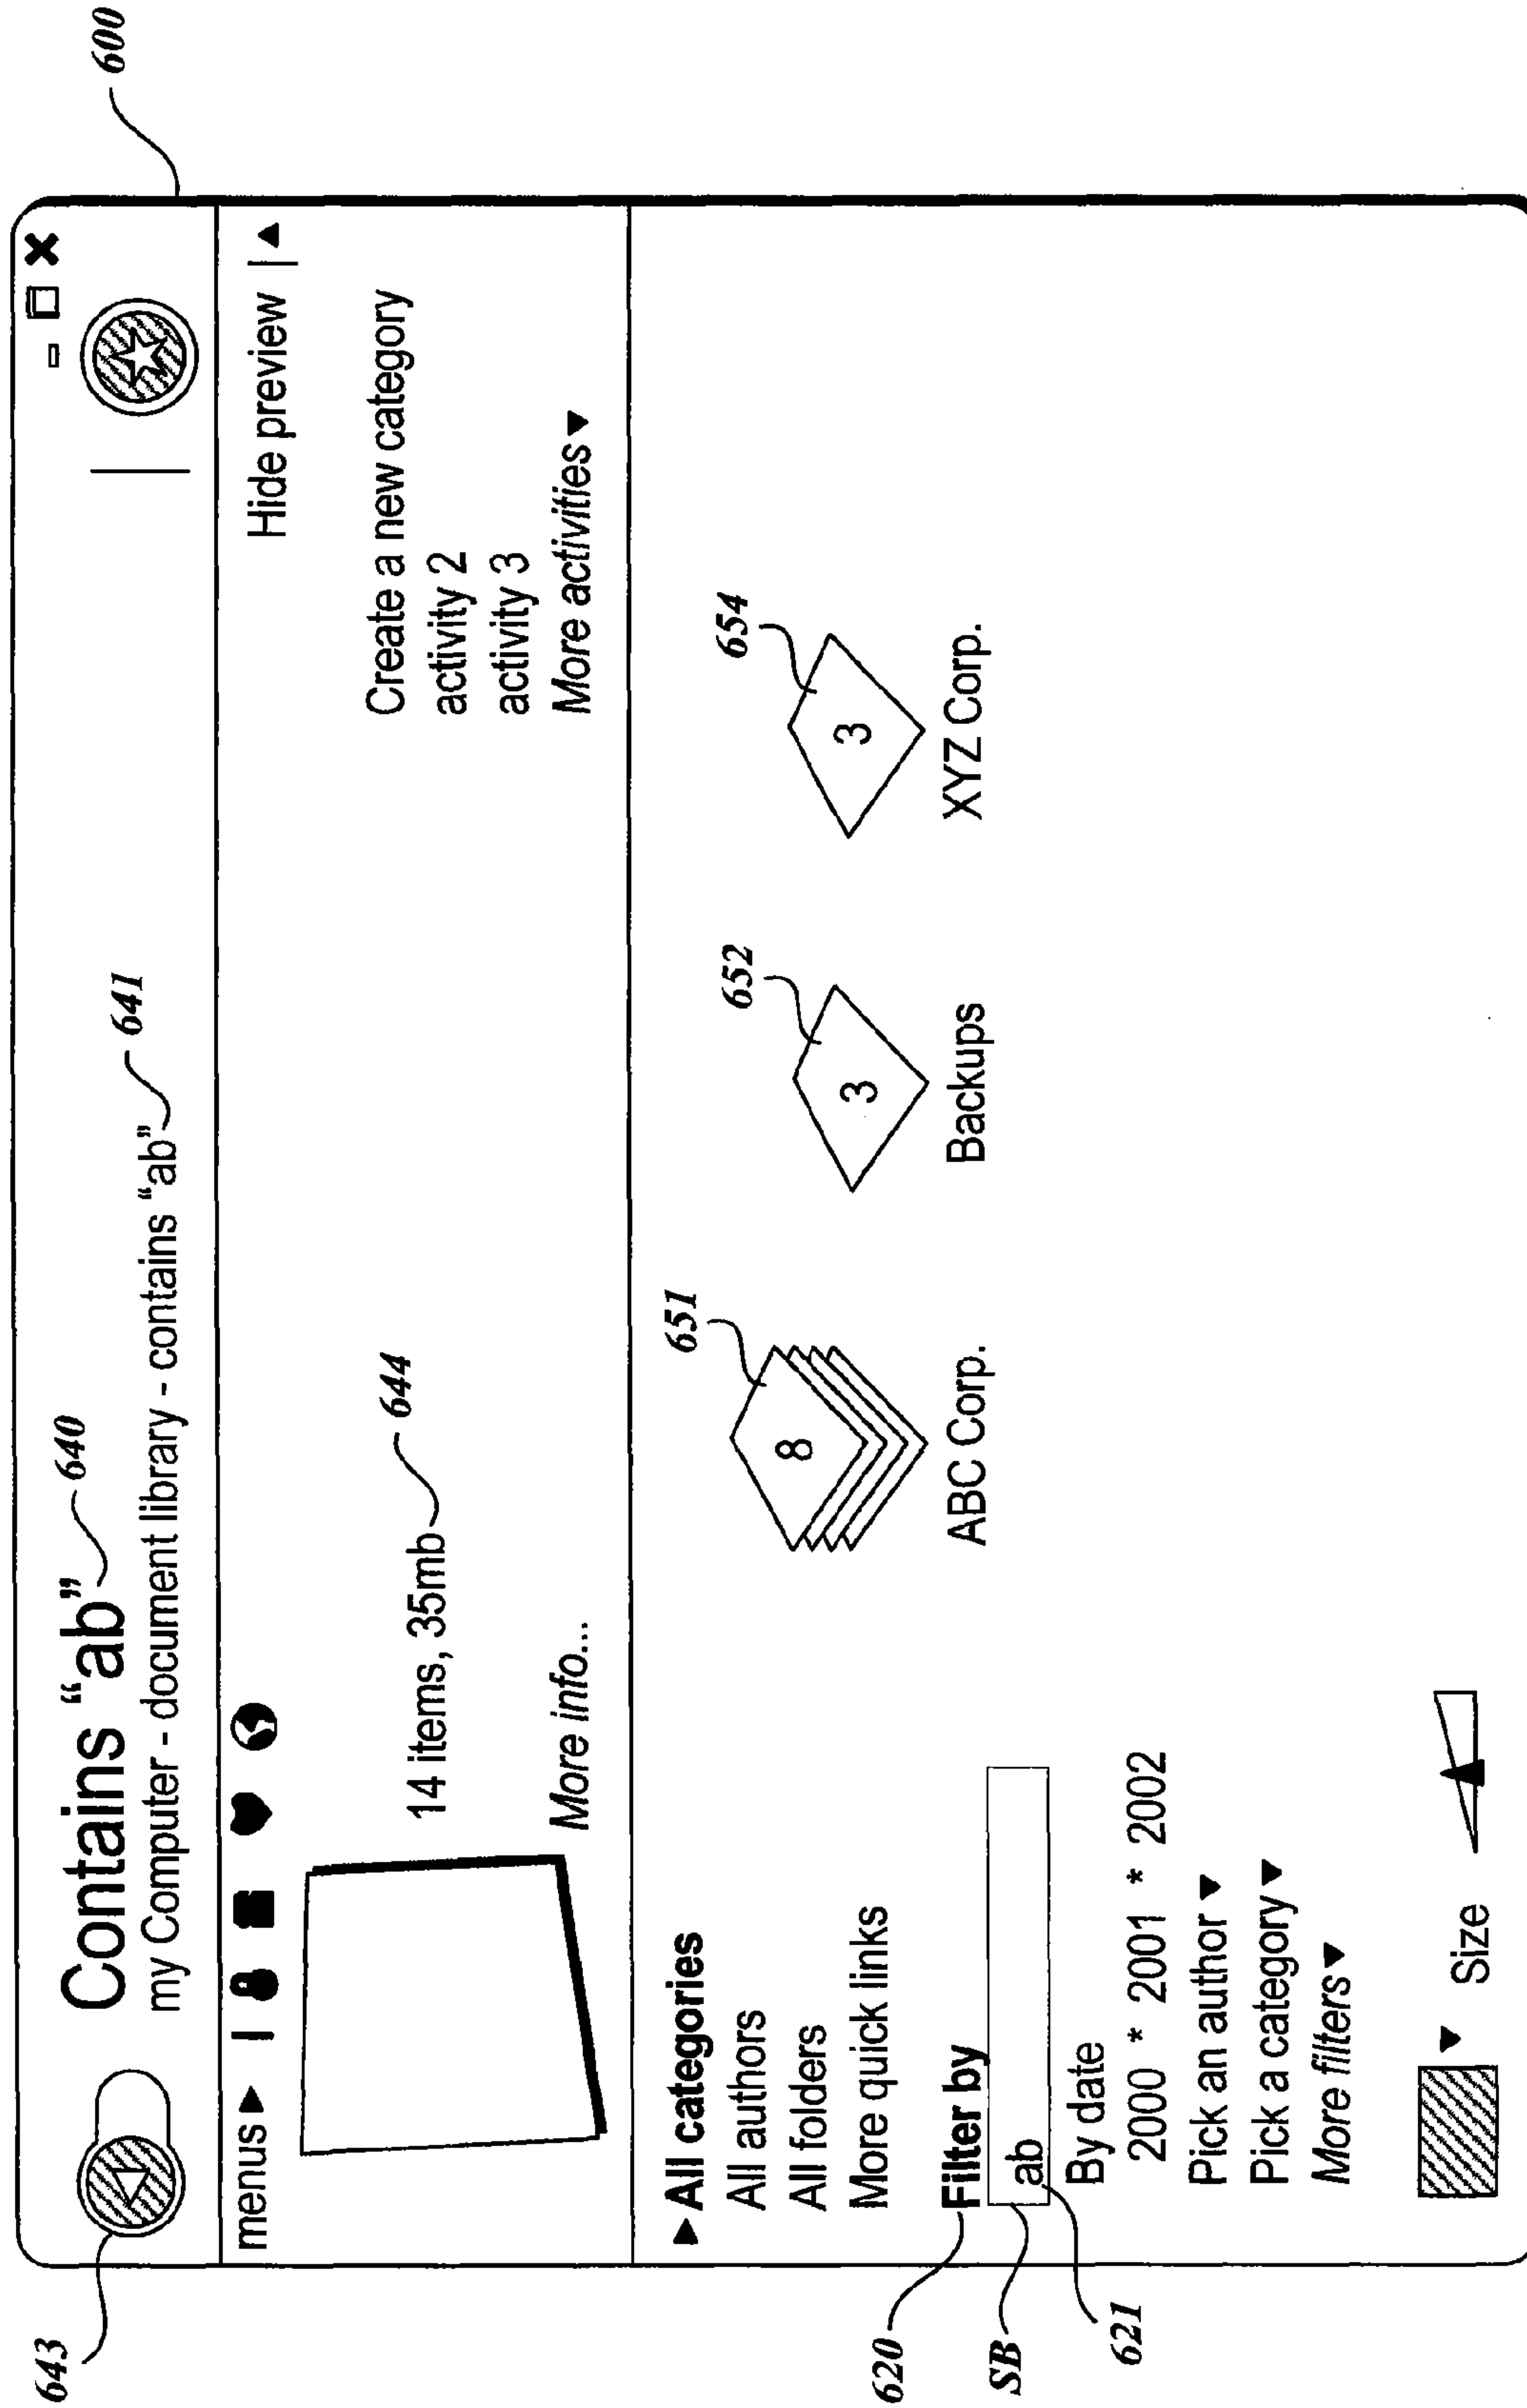 600
643
Contains “ab” 640
my Computer - document library - contains “ab” 641
menus
Hide preview
14 items, 35mb 644
More info...
Create a new category
activity 2
activity 3
More activities
All categories
All authors
All folders
More quick links
620
Filter by
SB
ab
621
By date
2000 * 2001 * 2002
Pick an author
Pick a category
More filters
Size
651
8
ABC Corp.
652
3
Backups
654
3
XYZ Corp.